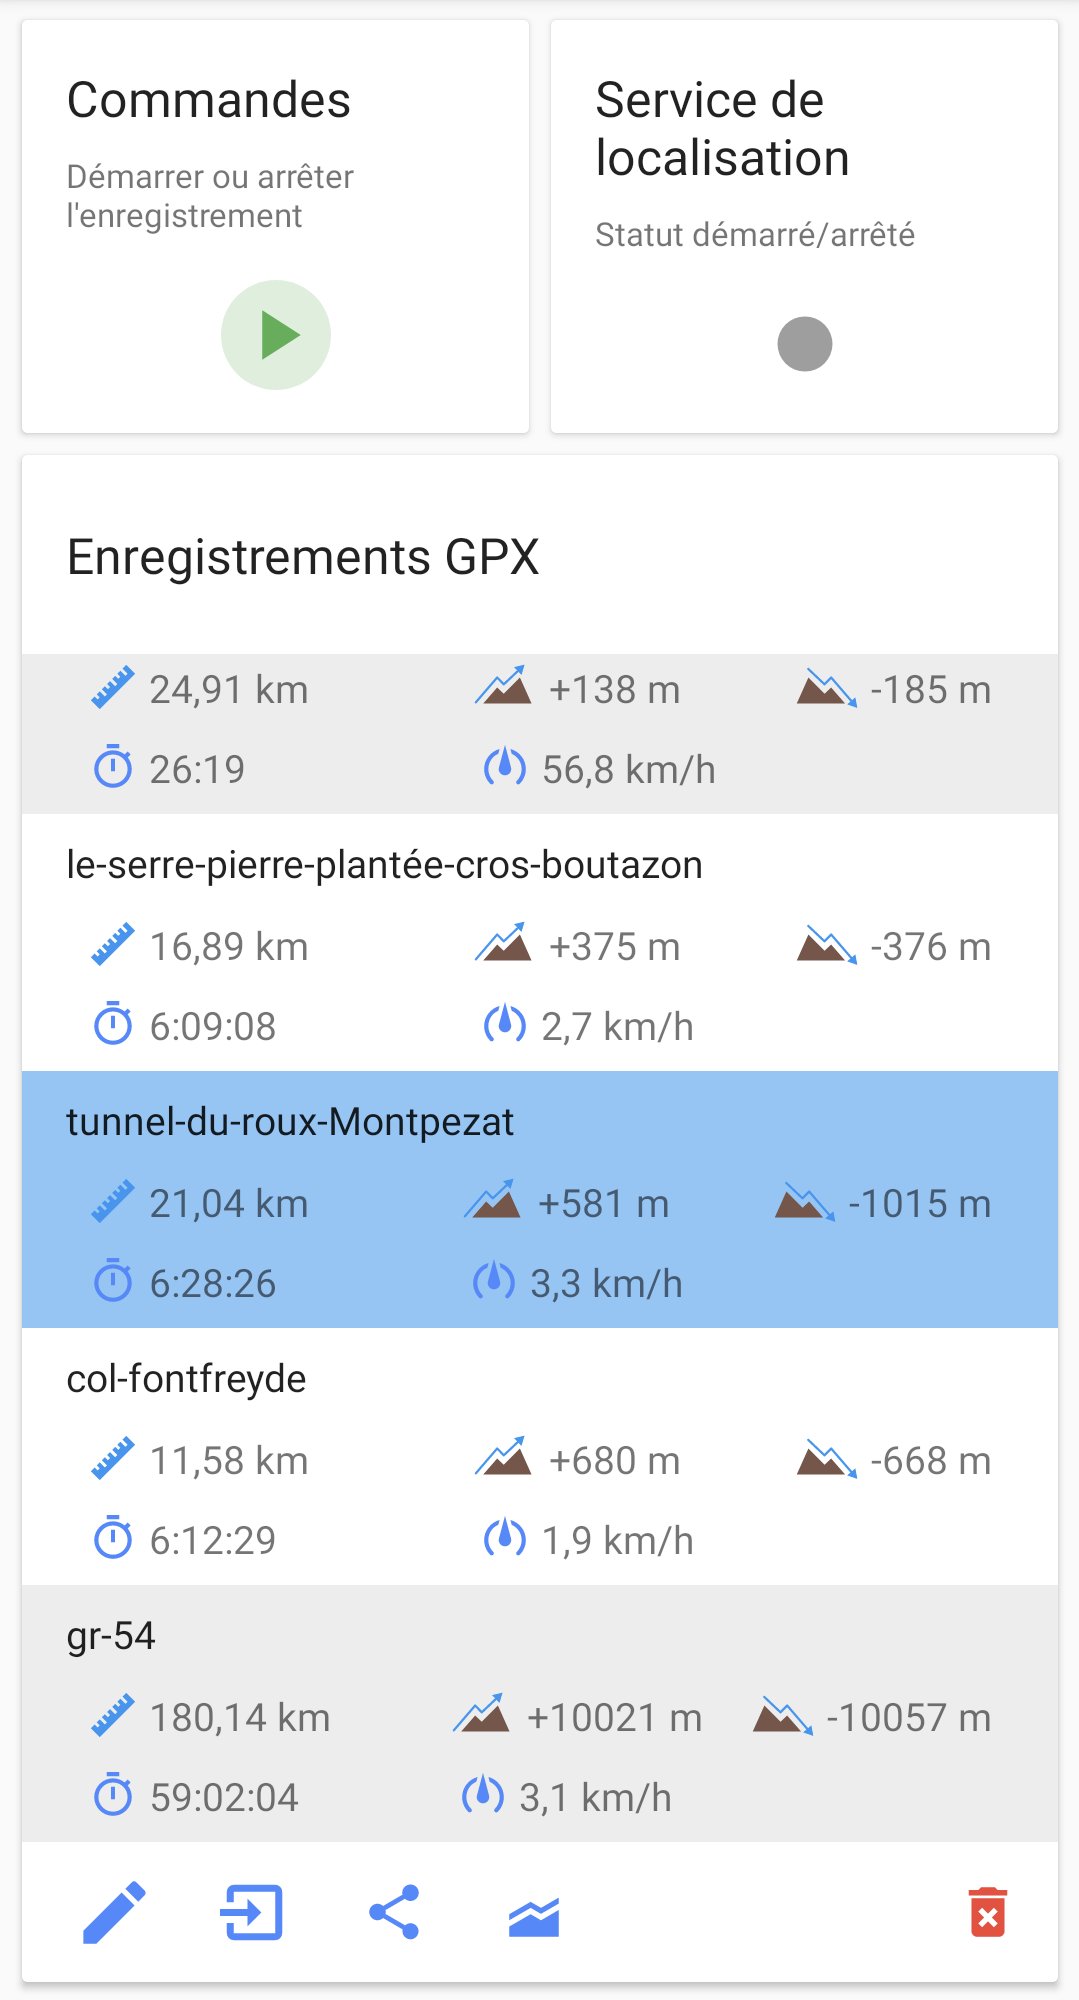 Commandes
Démarrer ou arrêter
l'enregistrement
Service de
localisation
Statut démarré/arrêté
Enregistrements GPX
24,91 km +138 m -185 m
26:19 56,8 km/h
le-serre-pierre-plantée-cros-boutazon
16,89 km +375 m -376 m
6:09:08 2,7 km/h
tunnel-du-roux-Montpezat
21,04 km +581 m -1015 m
6:28:26 3,3 km/h
col-fontfreyde
11,58 km +680 m -668 m
6:12:29 1,9 km/h
gr-54
180,14 km +10021 m -10057 m
59:02:04 3,1 km/h